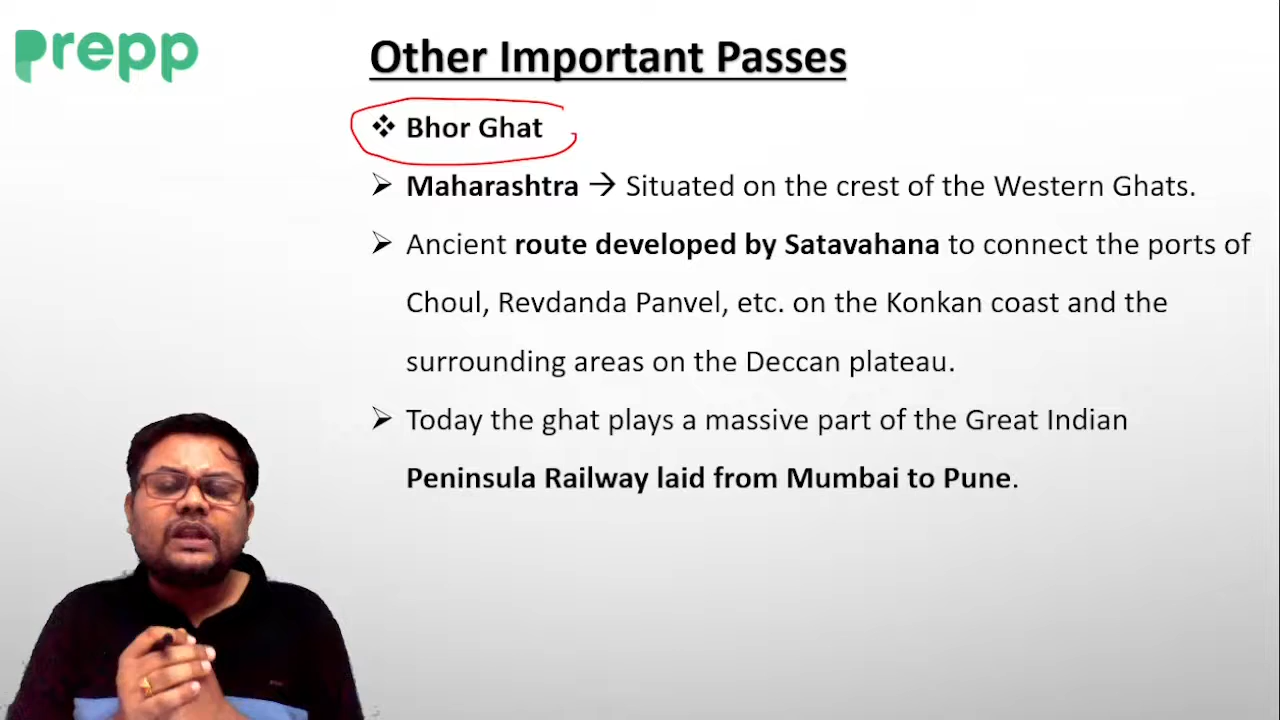 prepp
Other Important Passes
❖ Bhor Ghat
➢ Maharashtra → Situated on the crest of the Western Ghats.
➢ Ancient route developed by Satavahana to connect the ports of
Choul, Revdanda Panvel, etc. on the Konkan coast and the
surrounding areas on the Deccan plateau.
➢ Today the ghat plays a massive part of the Great Indian
Peninsula Railway laid from Mumbai to Pune.